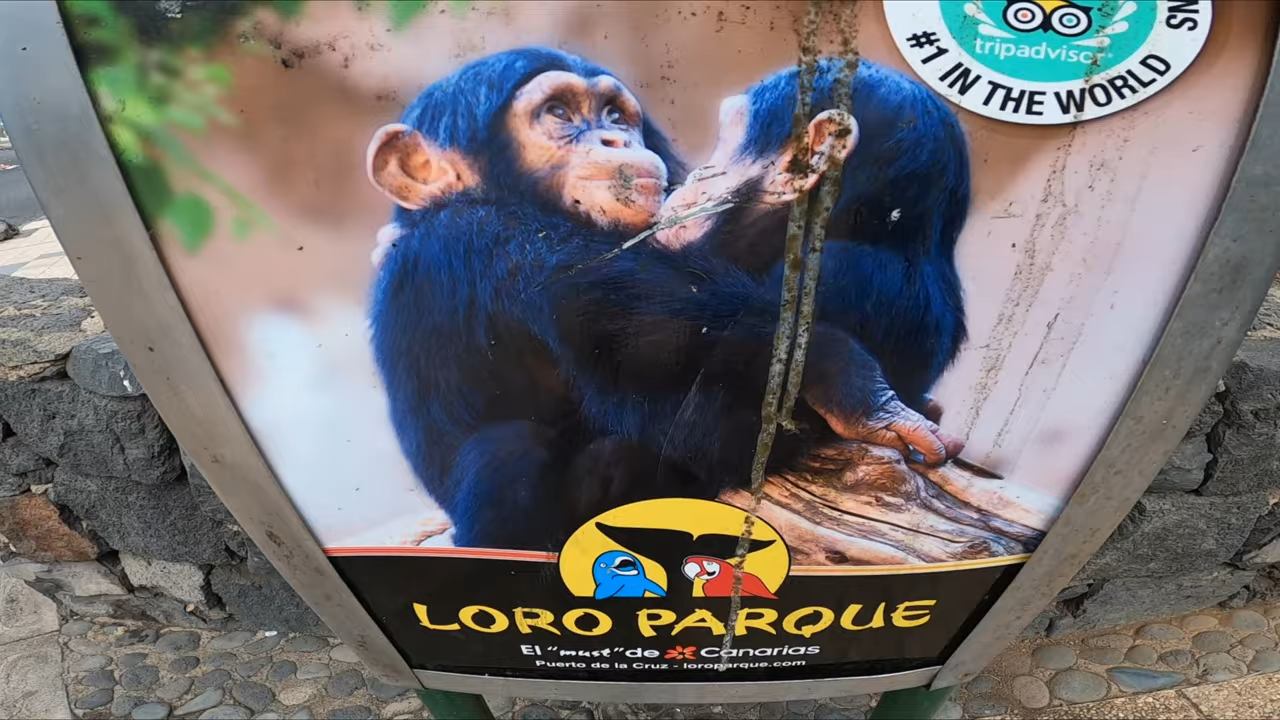 tripadvisor
#1 IN THE WORLD
LORO PARQUE
El "must" de Canarias
Puerto de la Cruz - loroparque.com